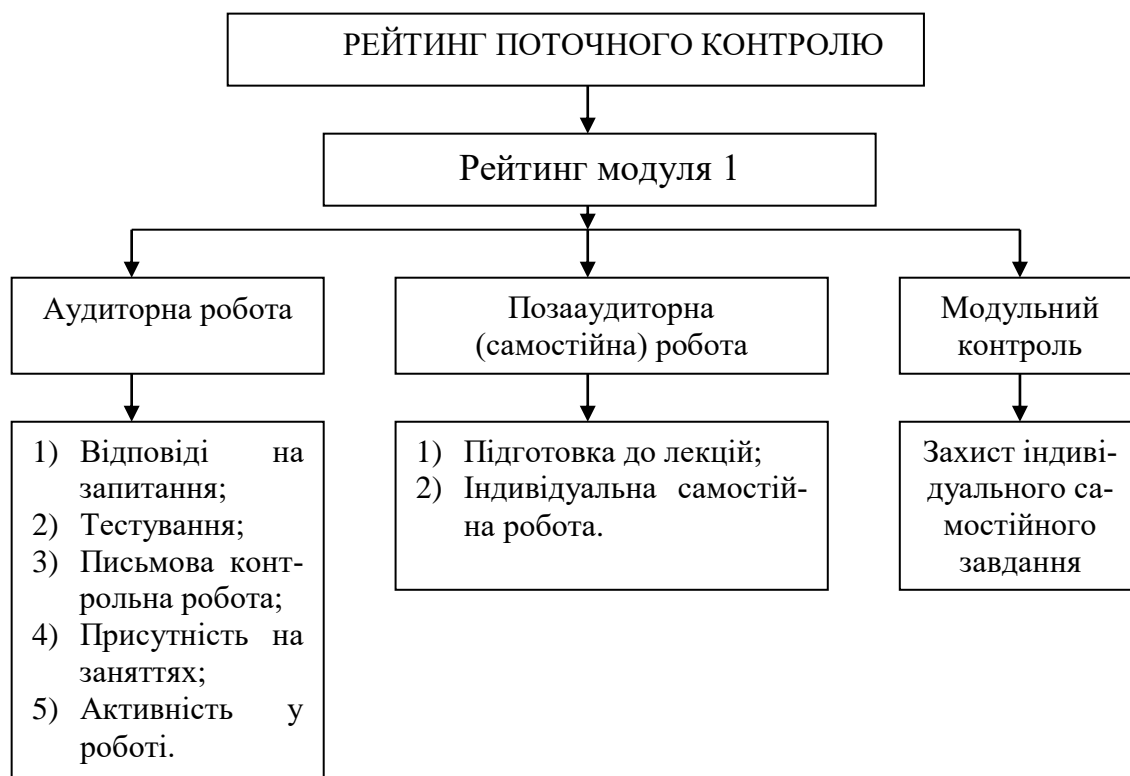 РЕЙТИНГ ПОТОЧНОГО КОНТРОЛЮ
Рейтинг модуля 1
Аудиторна робота
Позааудиторна
(самостійна) робота
Модульний
контроль
1) Відповіді на
запитання;
2) Тестування;
3) Письмова конт-
рольна робота;
4) Присутність на
заняттях;
5) Активність у
роботі.
1) Підготовка до лекцій;
2) Індивідуальна самостій-
на робота.
Захист індиві-
дуального са-
мостійного
завдання